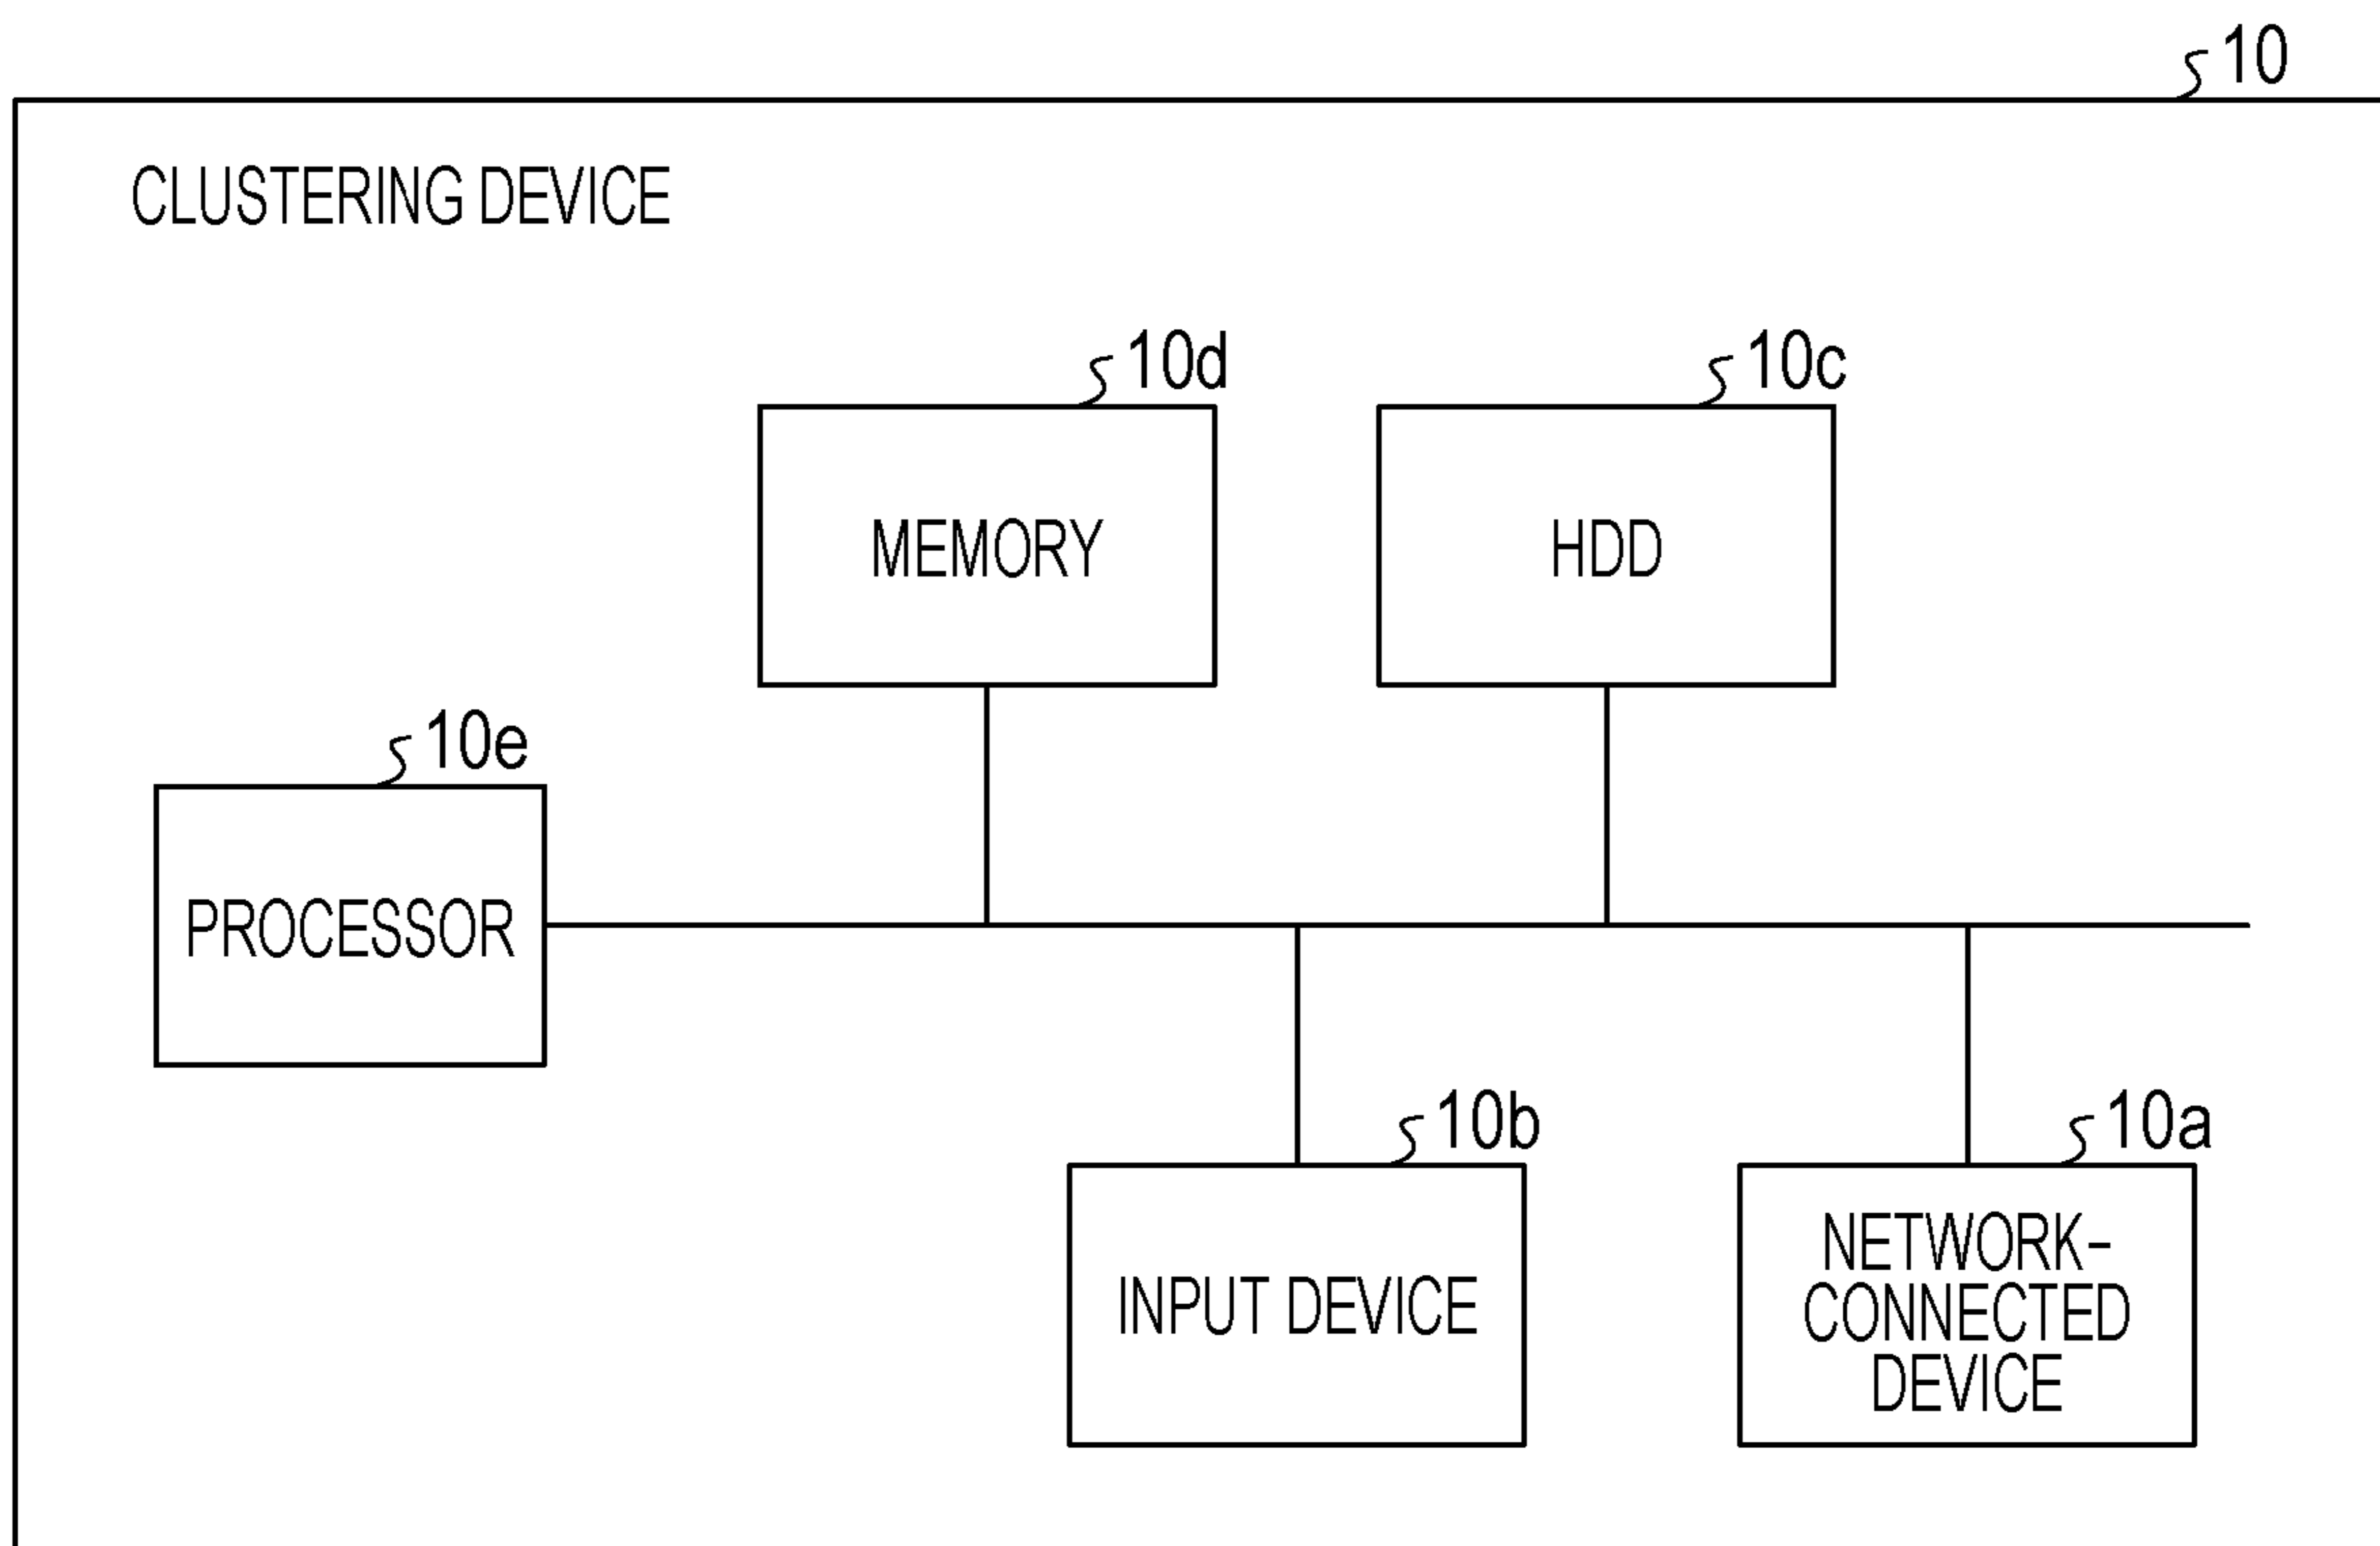 10
CLUSTERING DEVICE
10d
10c
MEMORY
HDD
10e
PROCESSOR
10b
10a
INPUT DEVICE
NETWORK-
CONNECTED
DEVICE